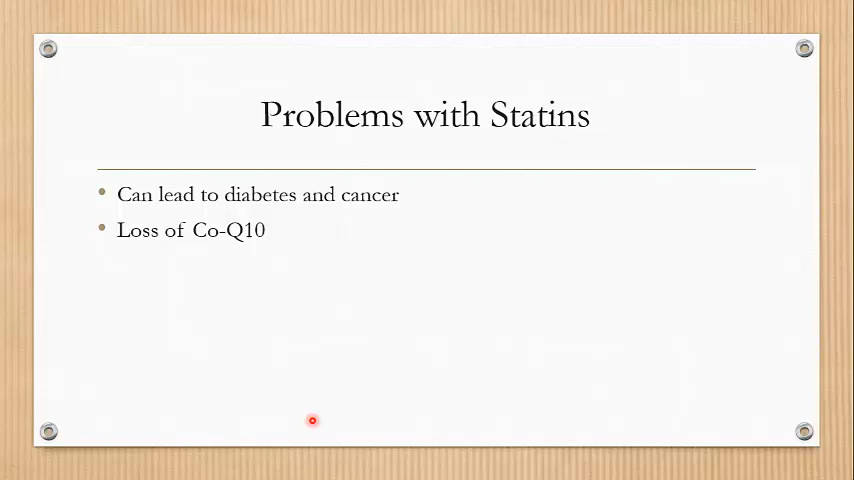 Problems with Statins
• Can lead to diabetes and cancer
• Loss of Co-Q10